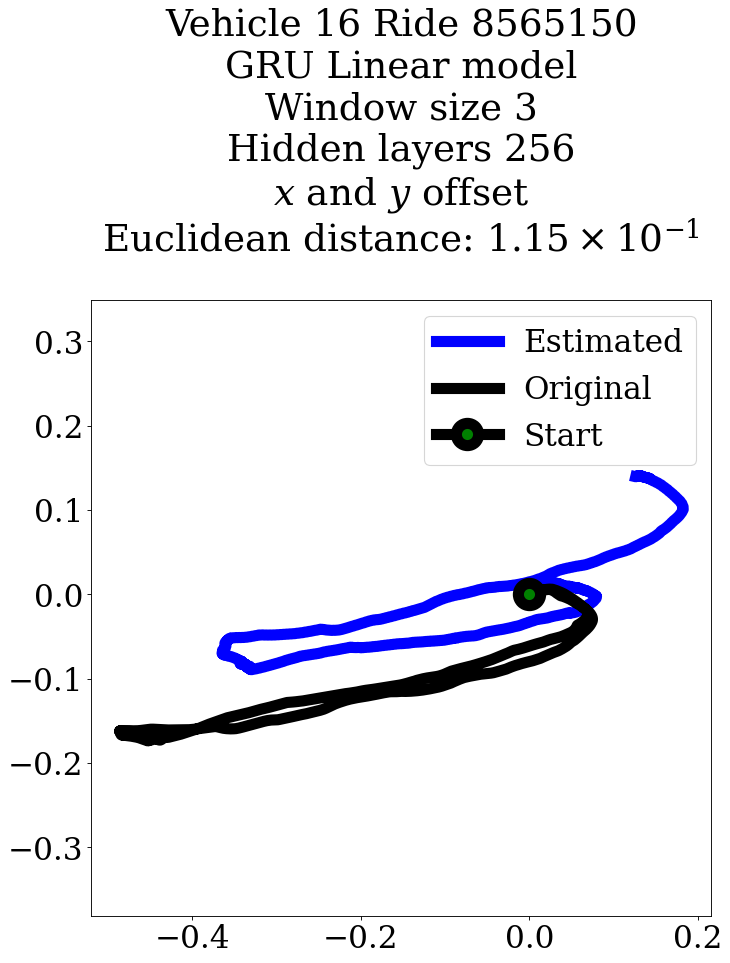 Vehicle 16 Ride 8565150
GRU Linear model
Window size 3
Hidden layers 256
x and y offset
Euclidean distance: 1.15 × 10⁻¹
Estimated
Original
Start
0.3
0.2
0.1
0.0
−0.1
−0.2
−0.3
−0.4
−0.2
0.0
0.2